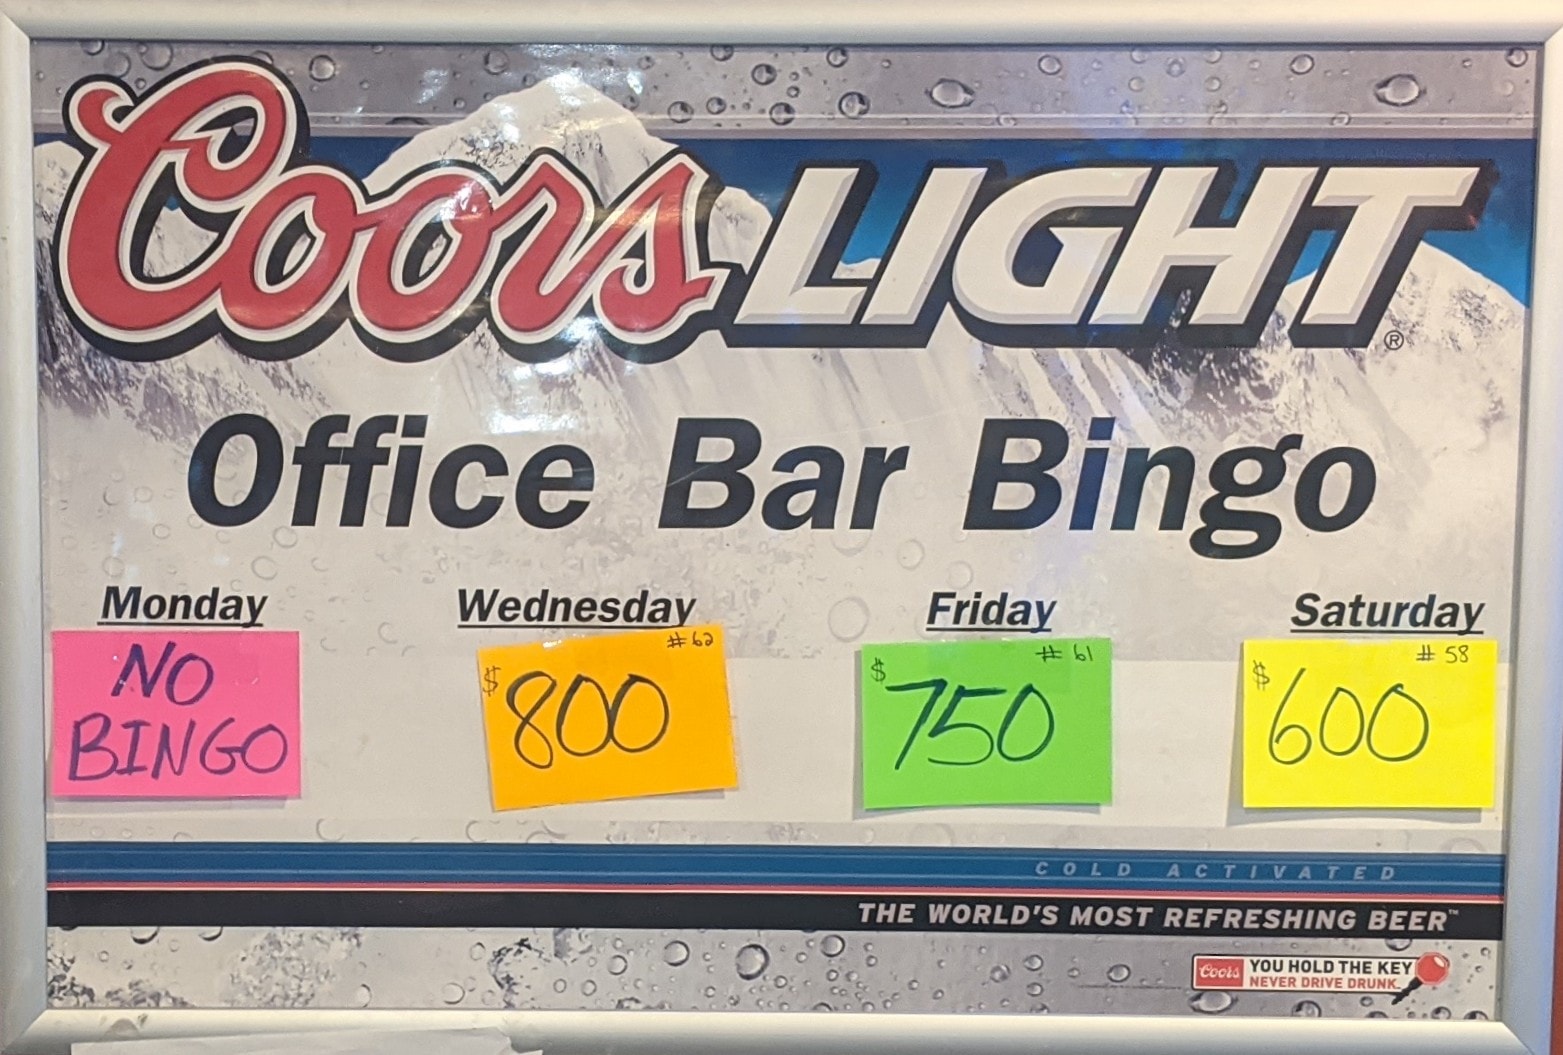 Coors LIGHT®
Office Bar Bingo
Monday Wednesday Friday Saturday
NO
BINGO
# 62
$800
# 61
$750
# 58
$600
COLD ACTIVATED
THE WORLD'S MOST REFRESHING BEER™
Coors YOU HOLD THE KEY
NEVER DRIVE DRUNK.